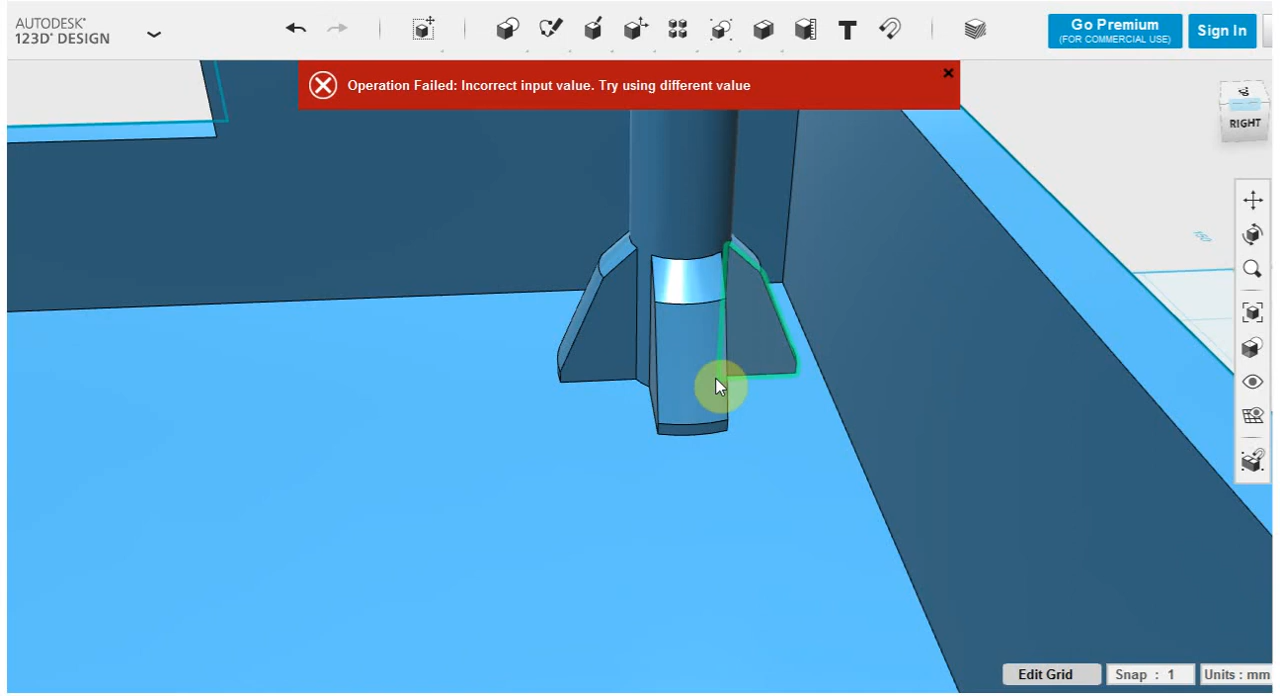 AUTODESK®
123D® DESIGN
T
Go Premium
(FOR COMMERCIAL USE)
Sign In
Operation Failed: Incorrect input value. Try using different value
RIGHT
150
Edit Grid
Snap : 1
Units : mm